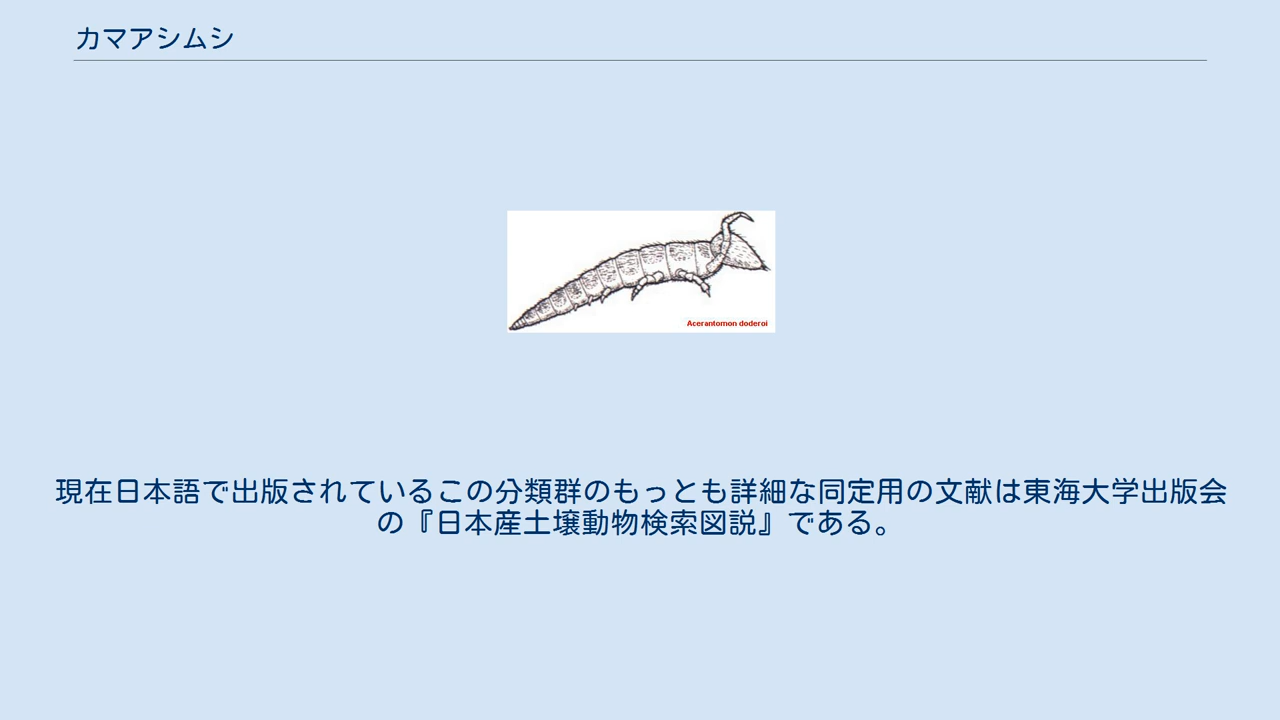 カマアシムシ
Acerantomon doderoi
現在日本語で出版されているこの分類群のもっとも詳細な同定用の文献は東海大学出版会
の『日本産土壌動物検索図説』である。